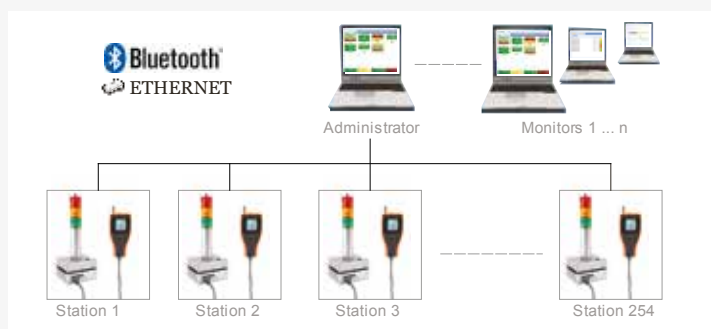 Bluetooth
ETHERNET
Administrator
Monitors 1 ... n
Station 1
Station 2
Station 3
Station 254